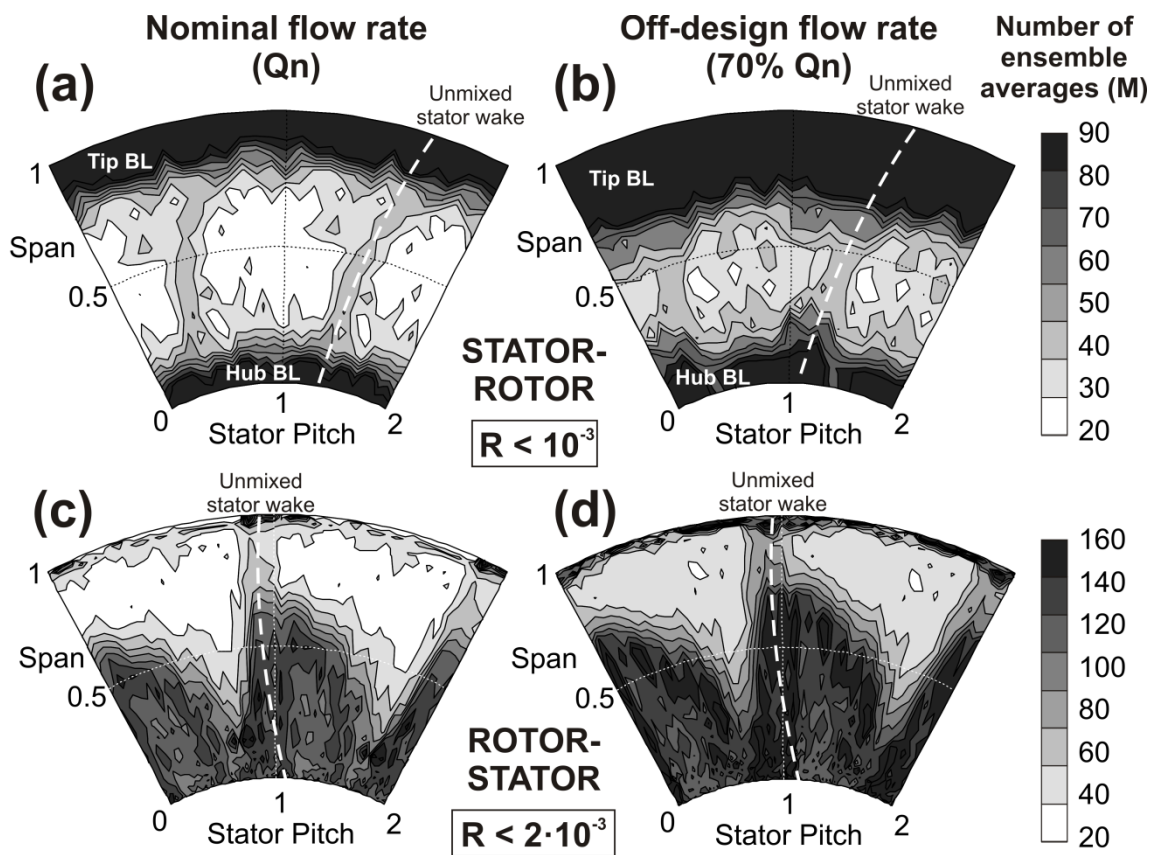 Nominal flow rate
(Qn)
Off-design flow rate
(70% Qn)
Number of
ensemble
averages (M)
(a)
Unmixed
stator wake
Tip BL
1
Span
0.5
Hub BL
0
1
2
Stator Pitch
(b)
Unmixed
stator wake
Tip BL
1
Span
0.5
Hub BL
0
1
2
Stator Pitch
90
80
70
60
50
40
30
20
STATOR-
ROTOR
R < 10⁻³
(c)
Unmixed
stator wake
1
Span
0.5
0
1
2
Stator Pitch
(d)
Unmixed
stator wake
1
Span
0.5
0
1
2
Stator Pitch
160
140
120
100
80
60
40
20
ROTOR-
STATOR
R < 2·10⁻³